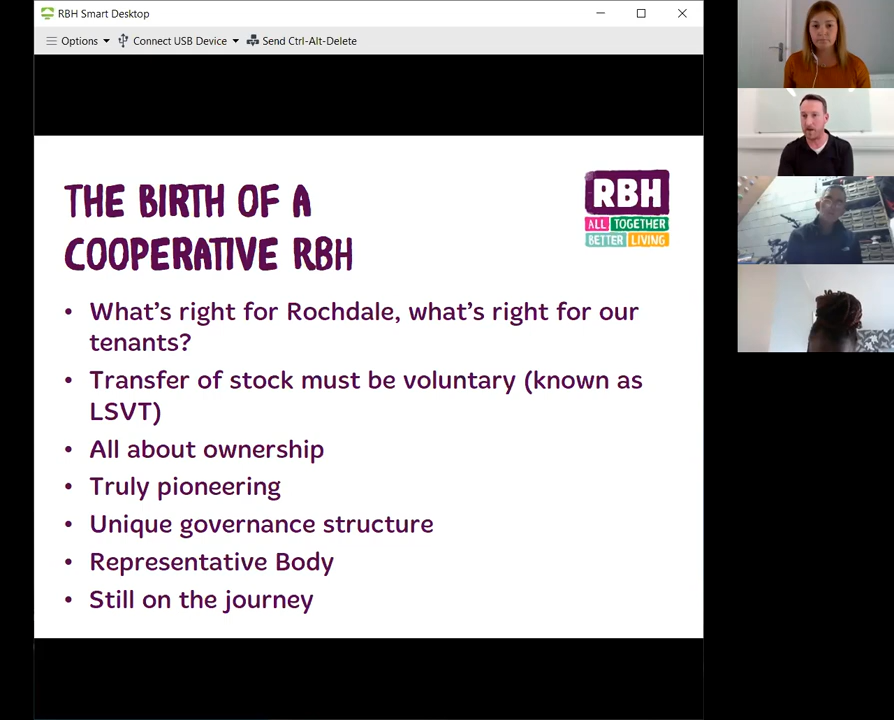 RBH Smart Desktop
Options Connect USB Device Send Ctrl-Alt-Delete
THE BIRTH OF A
COOPERATIVE RBH
RBH
ALL TOGETHER
BETTER LIVING
• What's right for Rochdale, what's right for our
tenants?
• Transfer of stock must be voluntary (known as
LSVT)
• All about ownership
• Truly pioneering
• Unique governance structure
• Representative Body
• Still on the journey